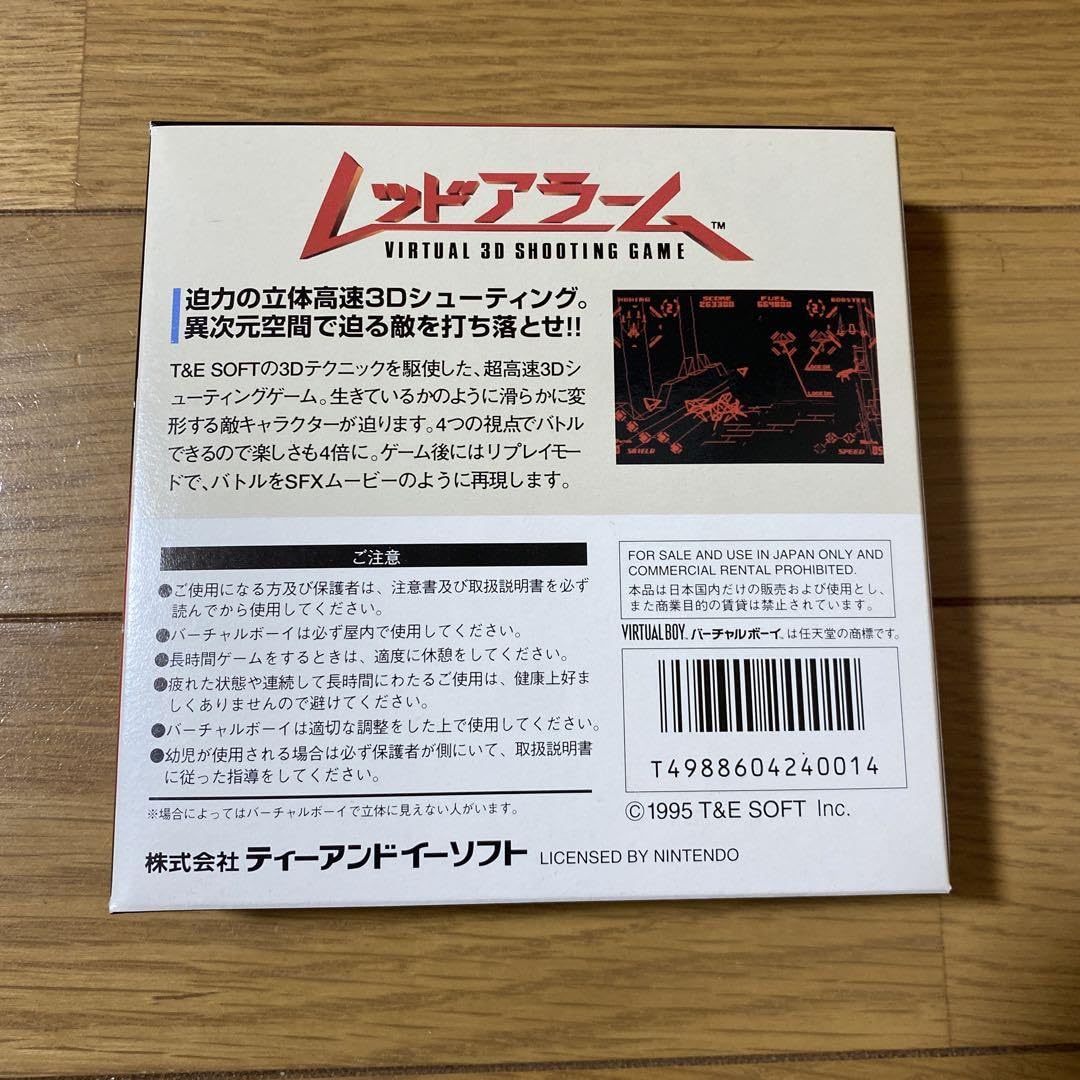 レッドアラーム™
VIRTUAL 3D SHOOTING GAME
迫力の立体高速3Dシューティング。
異次元空間で迫る敵を打ち落とせ!!
T&E SOFTの3Dテクニックを駆使した、超高速3Dシ
ューティングゲーム。生きているかのように滑らかに変
形する敵キャラクターが迫ります。4つの視点でバトル
できるので楽しさも4倍に。ゲーム後にはリプレイモー
ドで、バトルをSFXムービーのように再現します。
HOMING SCORE FUEL BOOSTER
2 263300 664800 2
LOCKON
LOCKON
SHIELD SPEED 05
ご注意
●ご使用になる方及び保護者は、注意書及び取扱説明書を必ず
読んでから使用してください。
●バーチャルボーイは必ず屋内で使用してください。
●長時間ゲームをするときは、適度に休憩をしてください。
●疲れた状態や連続して長時間にわたるご使用は、健康上好ま
しくありませんので避けてください。
●バーチャルボーイは適切な調整をした上で使用してください。
●幼児が使用される場合は必ず保護者が側にいて、取扱説明書
に従った指導をしてください。
※場合によってはバーチャルボーイで立体に見えない人がいます。
株式会社 ティーアンドイーソフト LICENSED BY NINTENDO
FOR SALE AND USE IN JAPAN ONLY AND
COMMERCIAL RENTAL PROHIBITED.
本品は日本国内だけの販売および使用とし、
また商業目的の賃貸は禁止されています。
VIRTUAL BOY™ バーチャルボーイ™ は任天堂の商標です。
T4988604240014
©1995 T&E SOFT Inc.